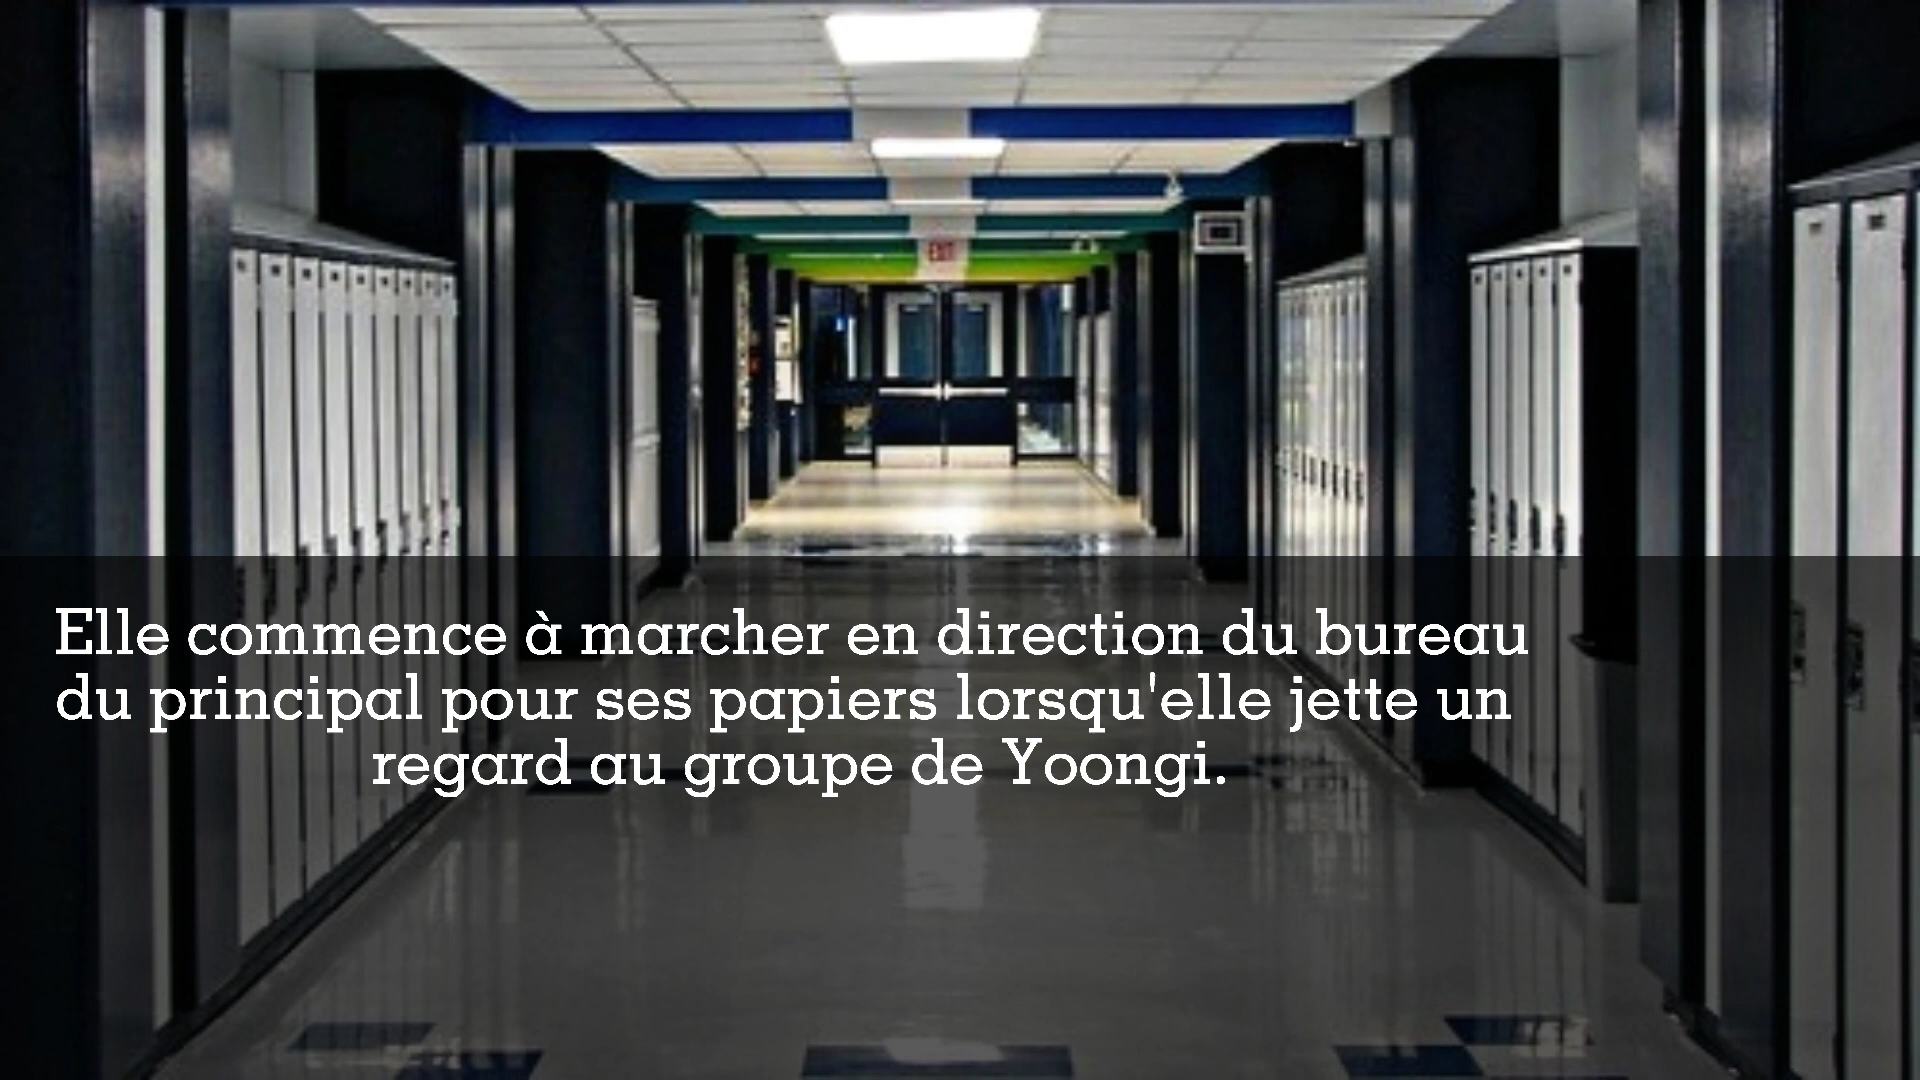 EXIT
Elle commence à marcher en direction du bureau
du principal pour ses papiers lorsqu'elle jette un
regard au groupe de Yoongi.